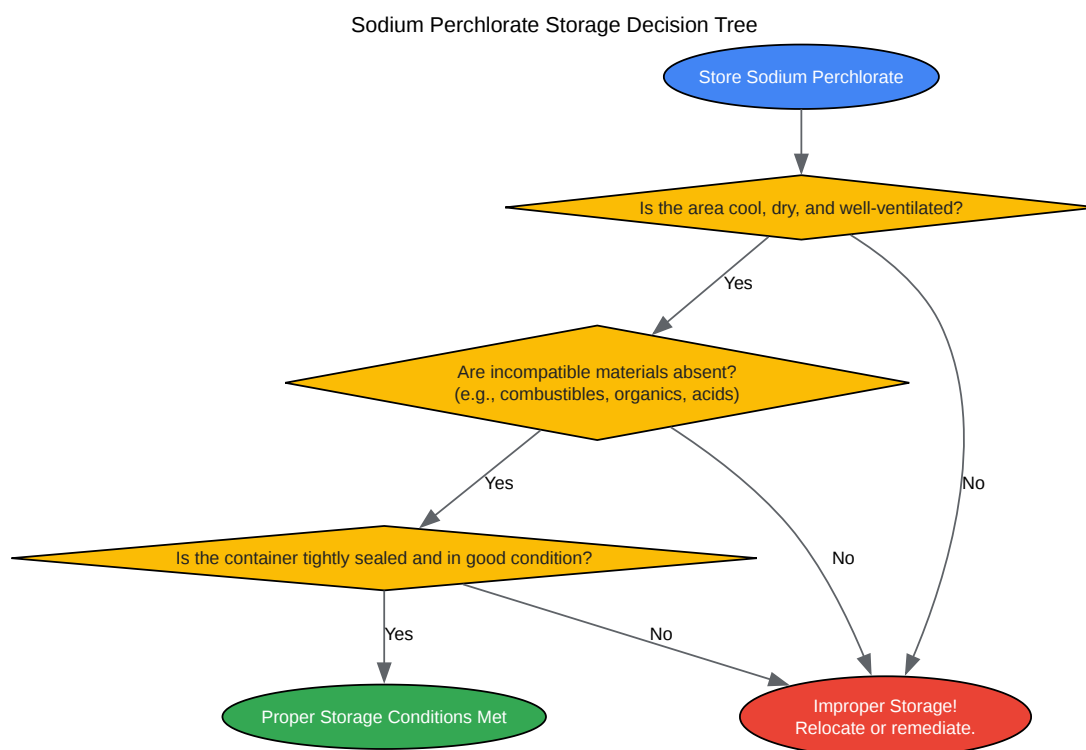 Sodium Perchlorate Storage Decision Tree
Store Sodium Perchlorate
Is the area cool, dry, and well-ventilated?
Yes
Are incompatible materials absent?
(e.g., combustibles, organics, acids)
Yes
No
Is the container tightly sealed and in good condition?
No
Yes
No
Proper Storage Conditions Met
Improper Storage!
Relocate or remediate.